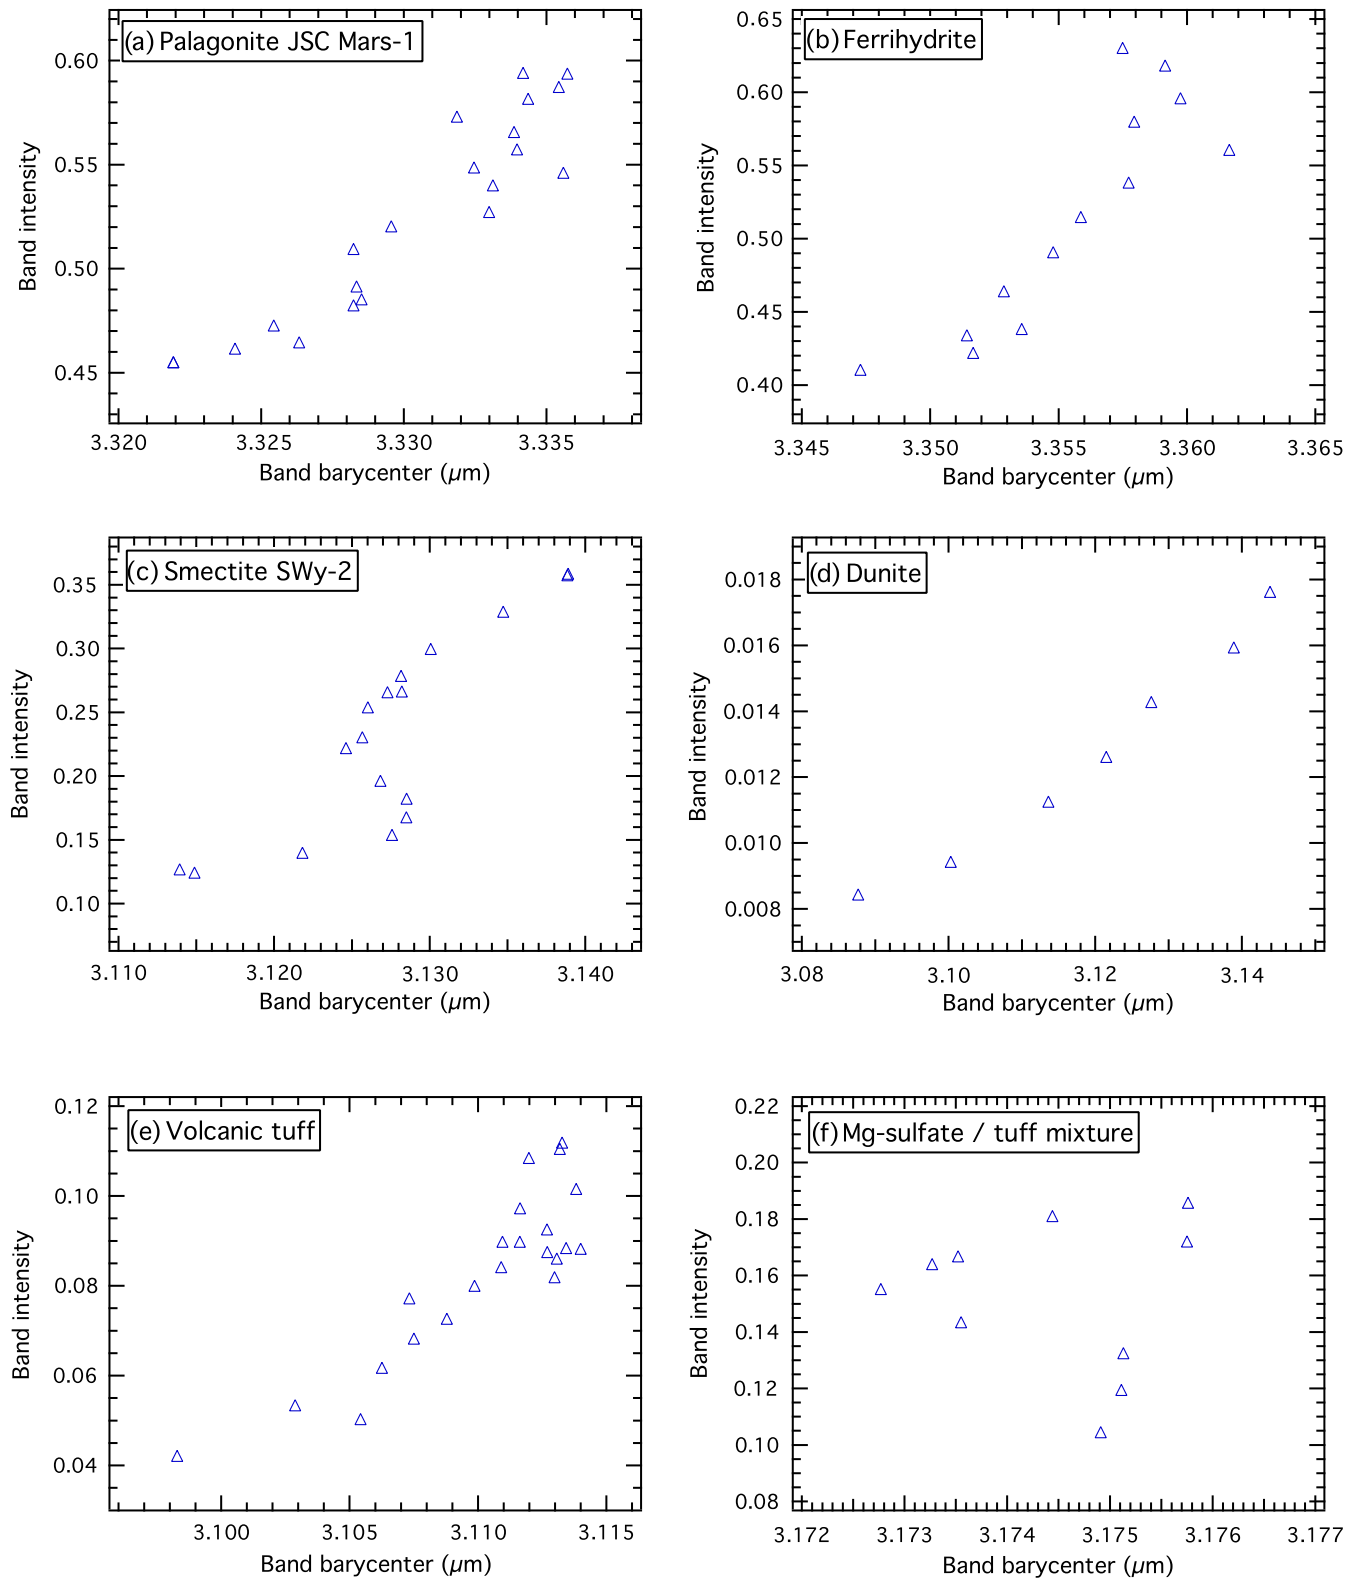 (a) Palagonite JSC Mars-1
0.60
0.55
0.50
0.45
Band intensity
3.320 3.325 3.330 3.335
Band barycenter (µm)
(b) Ferrihydrite
0.65
0.60
0.55
0.50
0.45
0.40
Band intensity
3.345 3.350 3.355 3.360 3.365
Band barycenter (µm)
(c) Smectite SWy-2
0.35
0.30
0.25
0.20
0.15
0.10
Band intensity
3.110 3.120 3.130 3.140
Band barycenter (µm)
(d) Dunite
0.018
0.016
0.014
0.012
0.010
0.008
Band intensity
3.08 3.10 3.12 3.14
Band barycenter (µm)
(e) Volcanic tuff
0.12
0.10
0.08
0.06
0.04
Band intensity
3.100 3.105 3.110 3.115
Band barycenter (µm)
(f) Mg-sulfate / tuff mixture
0.22
0.20
0.18
0.16
0.14
0.12
0.10
0.08
Band intensity
3.172 3.173 3.174 3.175 3.176 3.177
Band barycenter (µm)